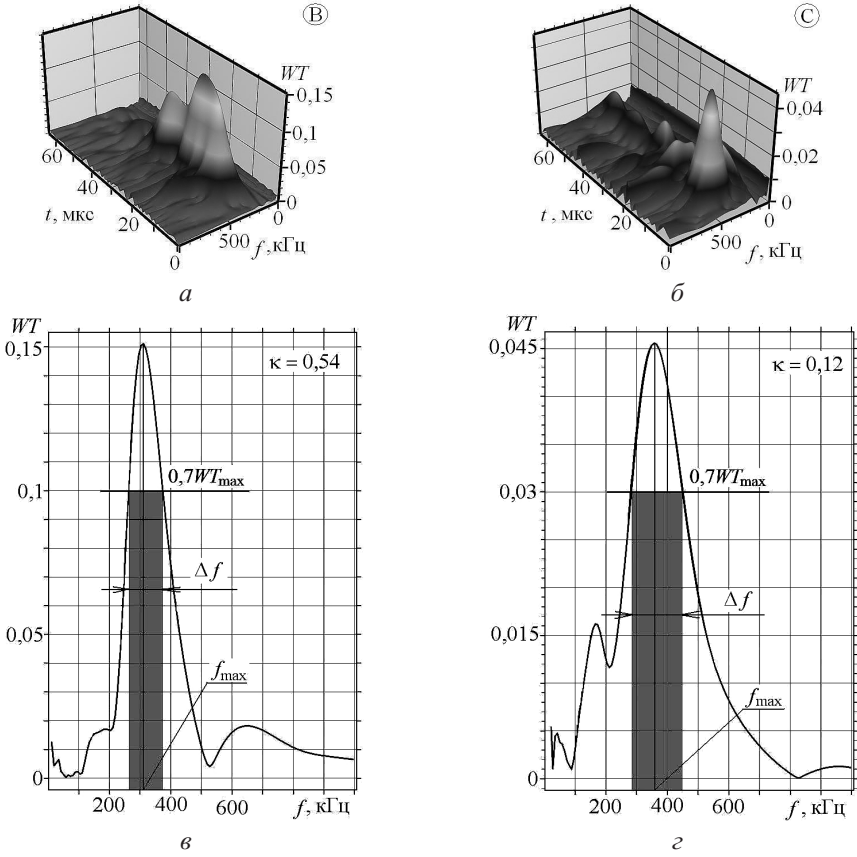 B
WT
0,15
0,1
0,05
0
60
40
20
0
t, мкс
500
f, кГц
а
C
WT
0,04
0,02
0
60
40
20
0
t, мкс
500
f, кГц
б
WT
0,15
κ = 0,54
0,7WTmax
0,1
Δf
0,05
fmax
0
200 400 600 f, кГц
в
WT
0,045
κ = 0,12
0,7WTmax
0,03
Δf
0,015
fmax
0
200 400 600 f, кГц
г